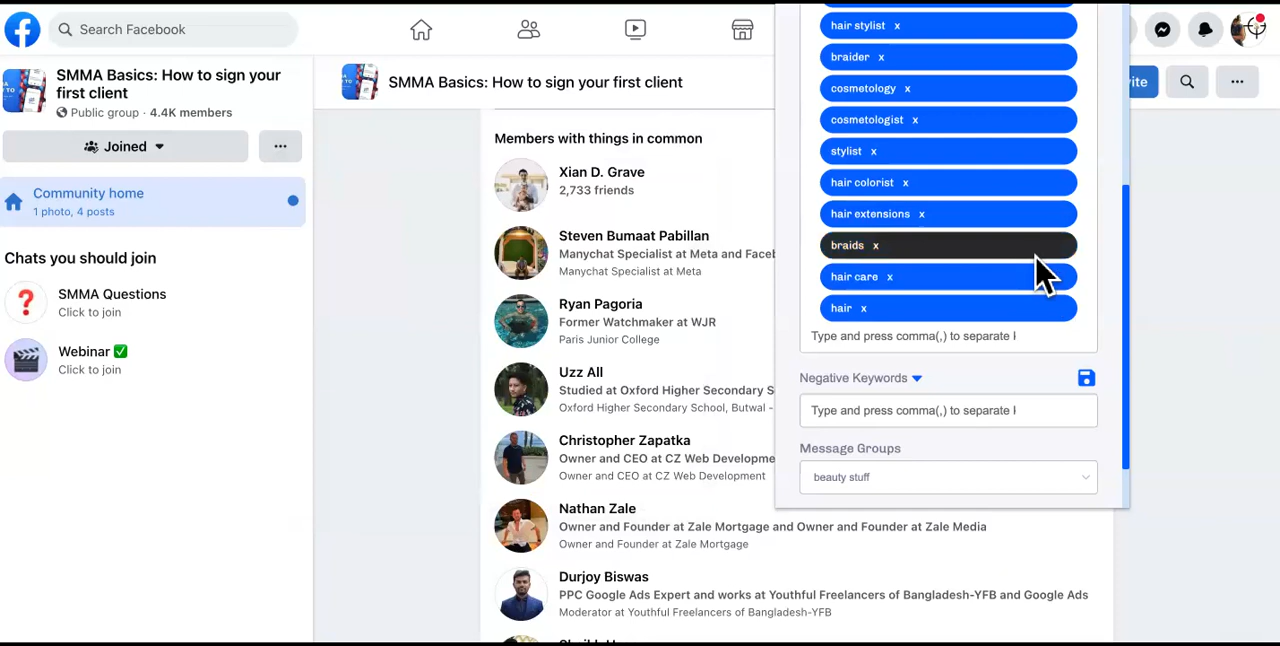 Search Facebook
SMMA Basics: How to sign your
first client
Public group · 4.4K members
Joined
Community home
1 photo, 4 posts
Chats you should join
SMMA Questions
Click to join
Webinar ✅
Click to join
SMMA Basics: How to sign your first client
Members with things in common
Xian D. Grave
2,733 friends
Steven Bumaat Pabillan
Manychat Specialist at Meta and Faceb
Manychat Specialist at Meta
Ryan Pagoria
Former Watchmaker at WJR
Paris Junior College
Uzz All
Studied at Oxford Higher Secondary S
Oxford Higher Secondary School, Butwal -
Christopher Zapatka
Owner and CEO at CZ Web Developme
Owner and CEO at CZ Web Development
Nathan Zale
Owner and Founder at Zale Mortgage and Owner and Founder at Zale Media
Owner and Founder at Zale Mortgage
Durjoy Biswas
PPC Google Ads Expert and works at Youthful Freelancers of Bangladesh-YFB and Google Ads
Moderator at Youthful Freelancers of Bangladesh-YFB
hair stylist x
braider x
cosmetology x
cosmetologist x
stylist x
hair colorist x
hair extensions x
braids x
hair care x
hair x
Type and press comma(,) to separate k
Negative Keywords
Type and press comma(,) to separate k
Message Groups
beauty stuff
ite